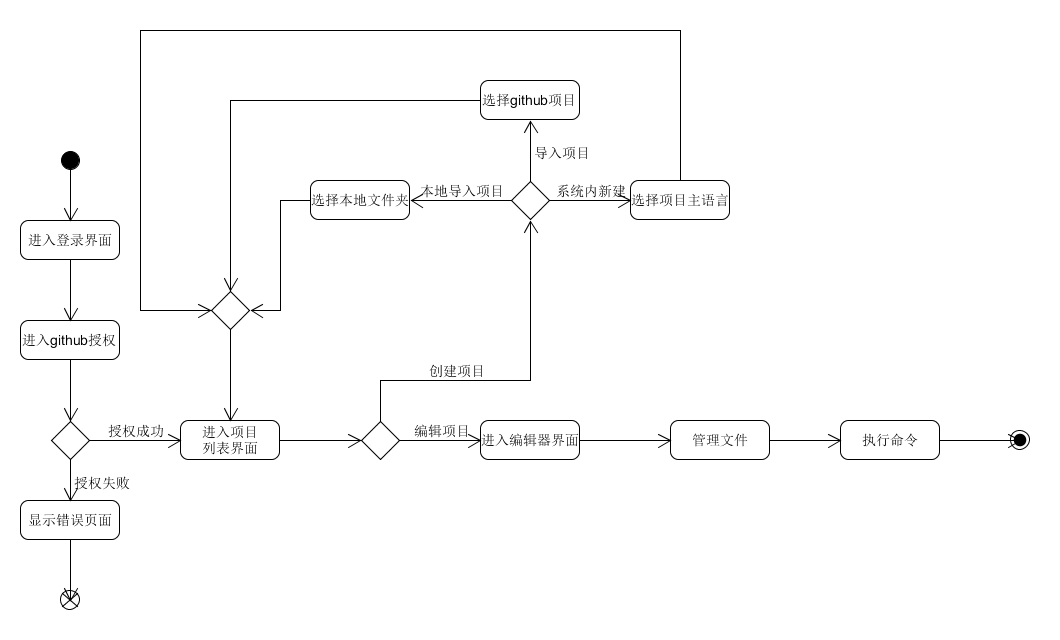 选择github项目
导入项目
选择本地文件夹
本地导入项目
系统内新建
选择项目主语言
进入登录界面
进入github授权
创建项目
授权成功
进入项目
列表界面
编辑项目
进入编辑器界面
管理文件
执行命令
授权失败
显示错误页面